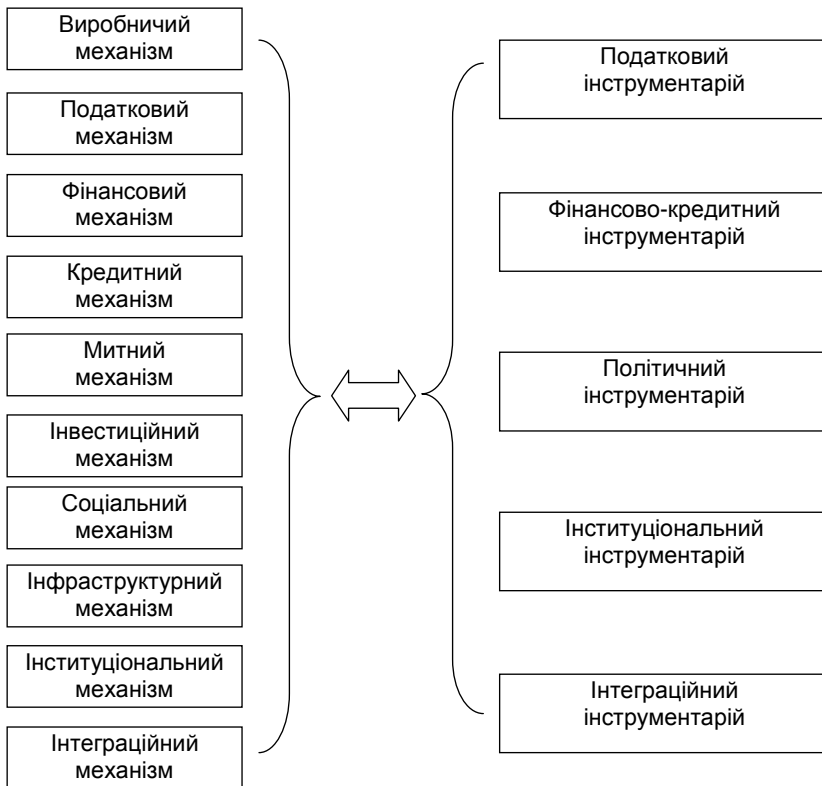 Виробничий
механізм
Податковий
механізм
Фінансовий
механізм
Кредитний
механізм
Митний
механізм
Інвестиційний
механізм
Соціальний
механізм
Інфраструктурний
механізм
Інституціональний
механізм
Інтеграційний
механізм
Податковий
інструментарій
Фінансово-кредитний
інструментарій
Політичний
інструментарій
Інституціональний
інструментарій
Інтеграційний
інструментарій